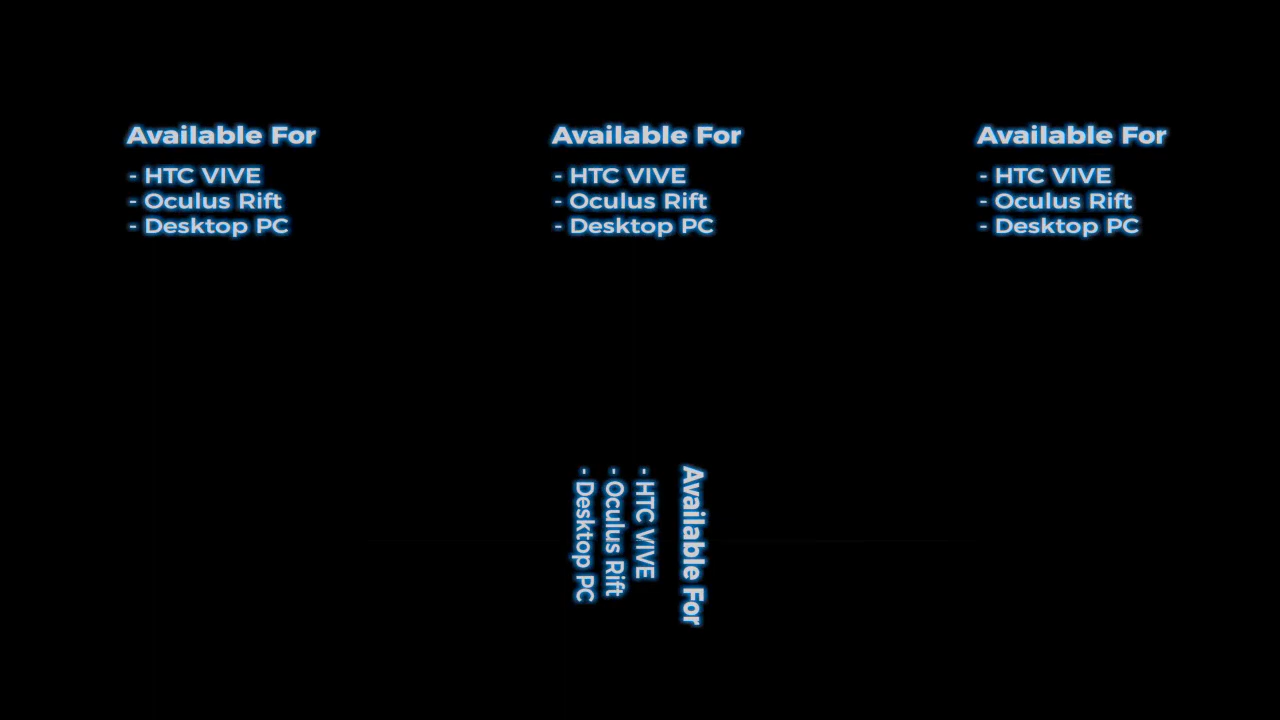 Available For
- HTC VIVE
- Oculus Rift
- Desktop PC
Available For
- HTC VIVE
- Oculus Rift
- Desktop PC
Available For
- HTC VIVE
- Oculus Rift
- Desktop PC
Available For
- HTC VIVE
- Oculus Rift
- Desktop PC